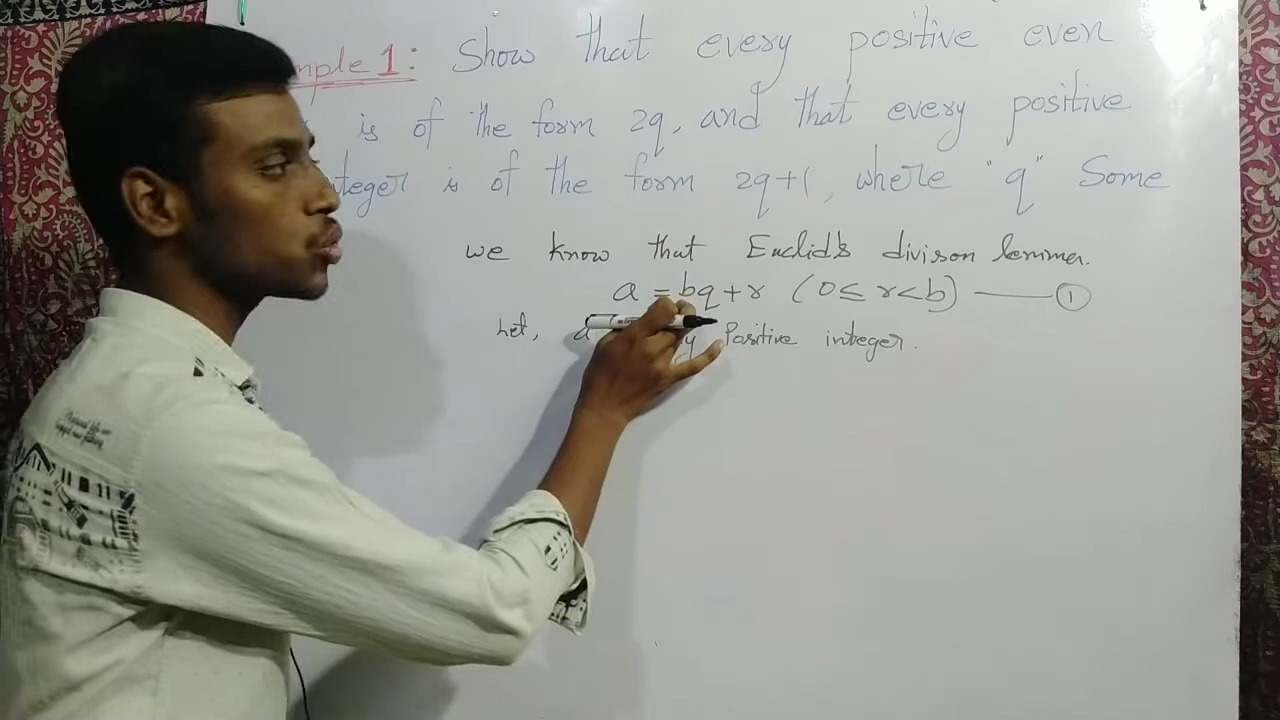 mple 1: Show that every positive even
is of the form 2q, and that every positive
nteger is of the form 2q+1, where "q" Some
we know that Euclid's divison lemma.
a = bq + r (0 ≤ r < b) —— ①
Let, a Positive integer.